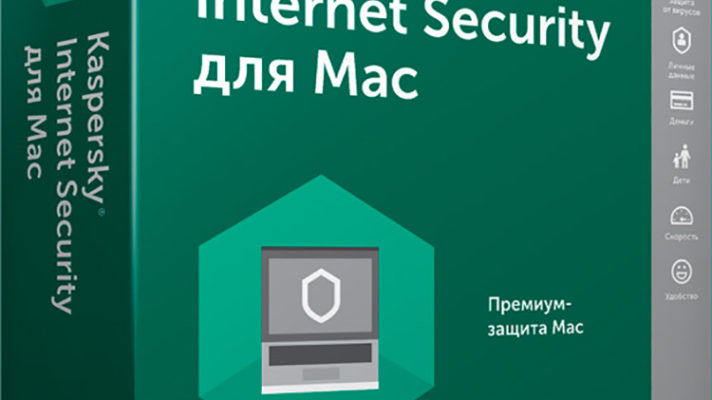 Kaspersky®
Internet Security
для Mac
Internet Security
для Mac
Премиум-
защита Mac
Защита
от вирусов
Личные
данные
Деньги
Дети
Скорость
Удобство